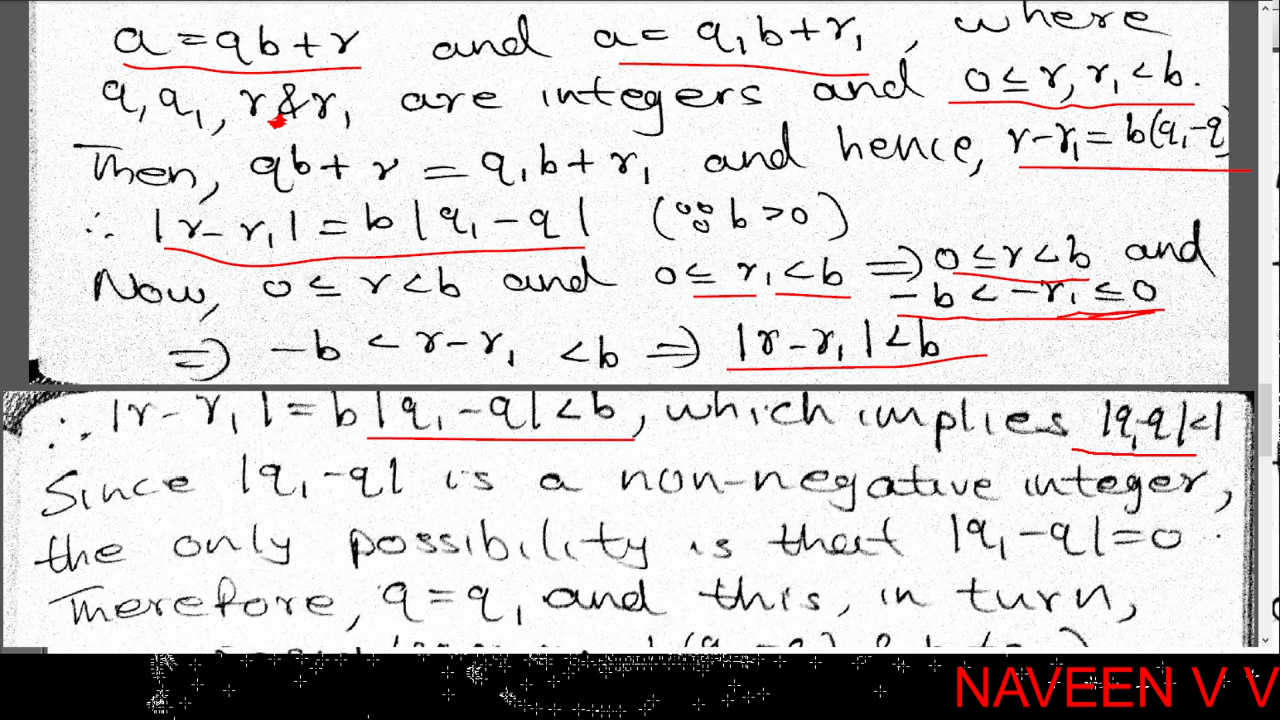 a = qb + r and a = q₁b + r₁, where
q, q₁, r & r₁ are integers and 0 ≤ r, r₁ < b.
Then, qb + r = q₁b + r₁ and hence, r - r₁ = b(q₁ - q)
∴ |r - r₁| = b |q₁ - q| (∵ b > 0)
Now, 0 ≤ r < b and 0 ≤ r₁ < b ⇒ 0 ≤ r < b and
-b < -r₁ ≤ 0
⇒ -b < r - r₁ < b ⇒ |r - r₁| < b
∴ |r - r₁| = b |q₁ - q| < b, which implies |q₁-q|<1
Since |q₁ - q| is a non-negative integer,
the only possibility is that |q₁ - q| = 0.
Therefore, q = q₁ and this, in turn,
NAVEEN V V